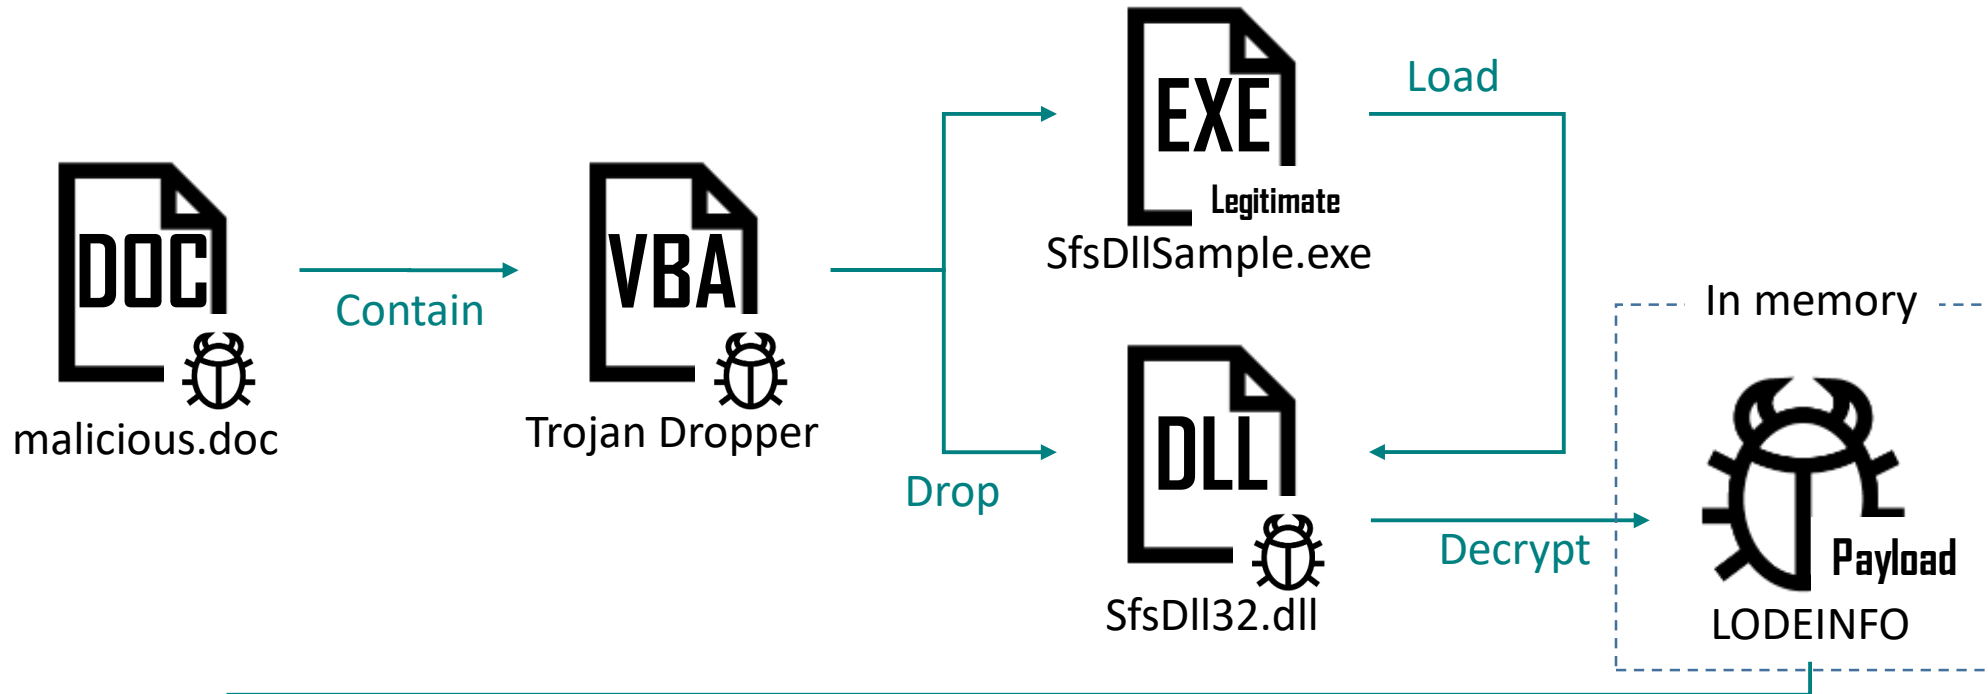 DOC
malicious.doc
Contain
VBA
Trojan Dropper
Drop
EXE
Legitimate
SfsDllSample.exe
Load
DLL
SfsDll32.dll
Decrypt
In memory
Payload
LODEINFO